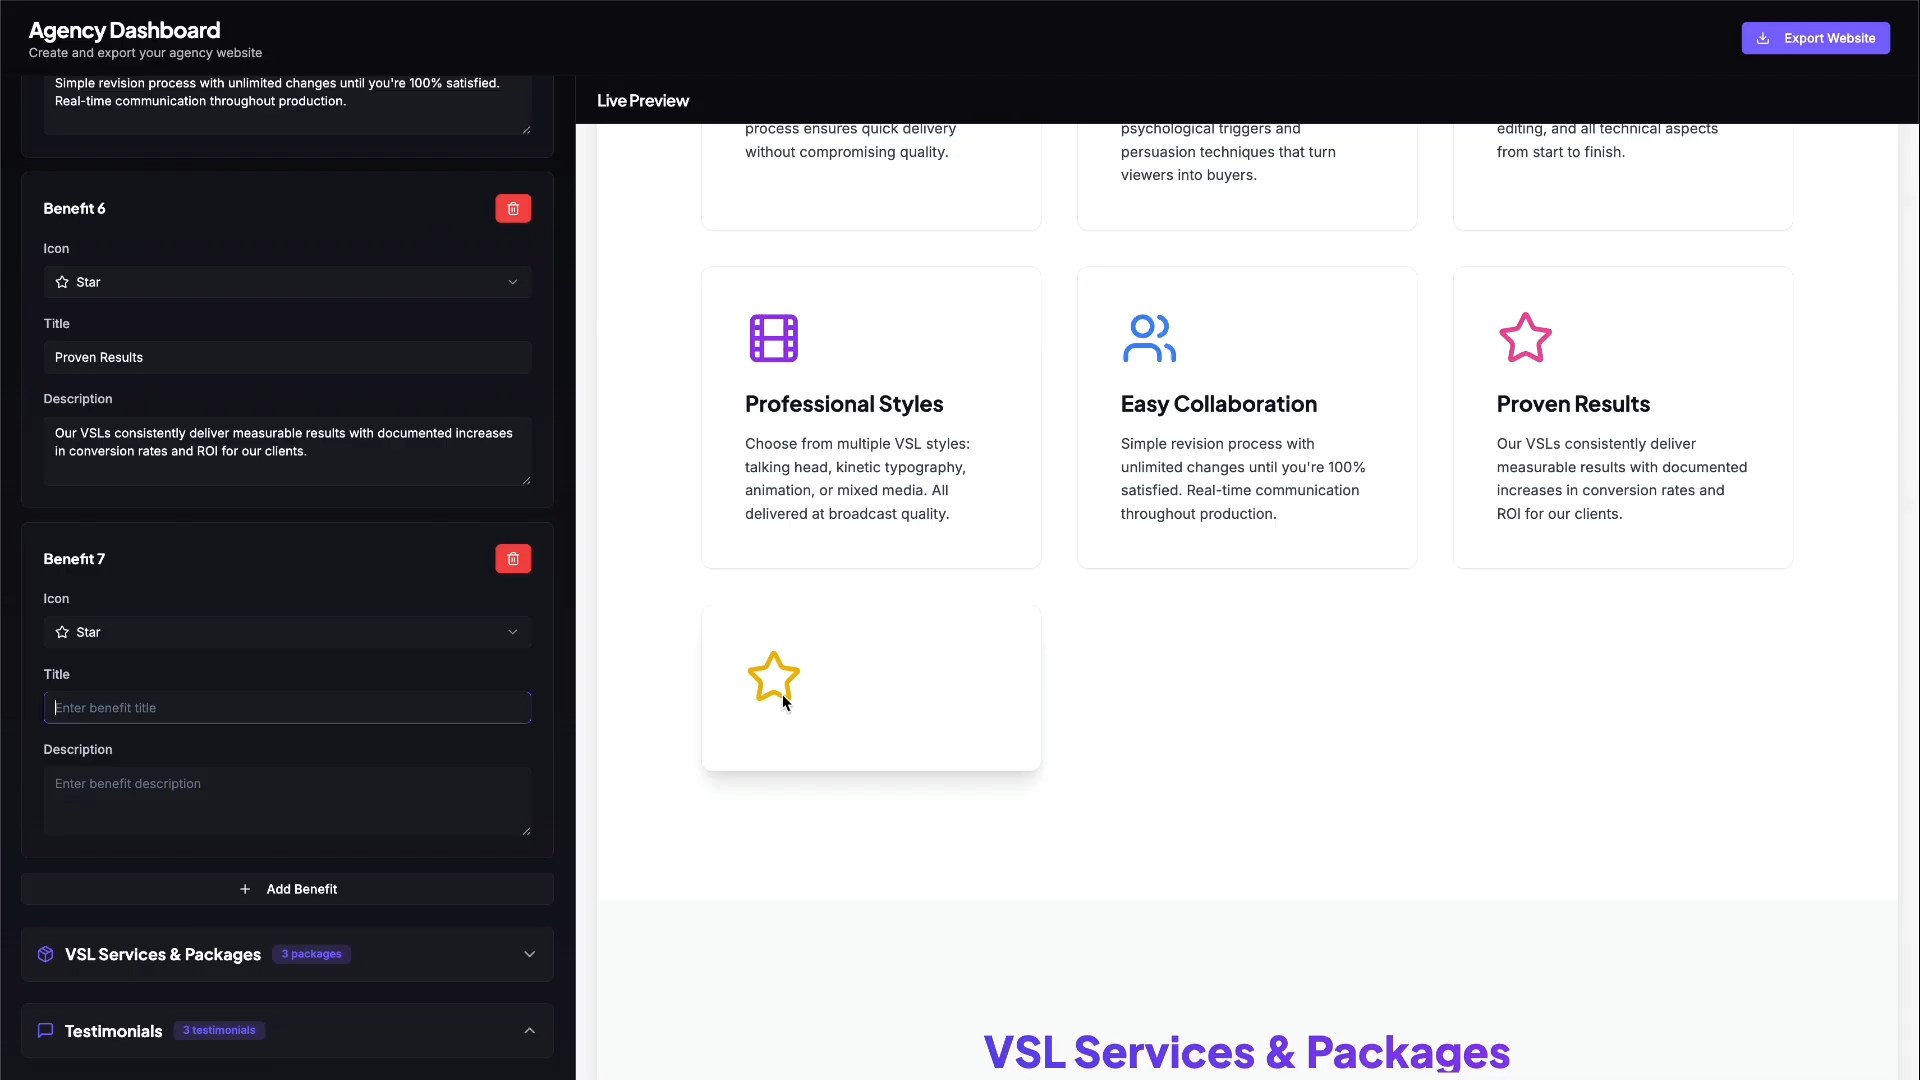 Agency Dashboard
Create and export your agency website
Export Website
Simple revision process with unlimited changes until you're 100% satisfied.
Real-time communication throughout production.
Benefit 6
Icon
Star
Title
Proven Results
Description
Our VSLs consistently deliver measurable results with documented increases
in conversion rates and ROI for our clients.
Benefit 7
Icon
Star
Title
Enter benefit title
Description
Enter benefit description
Add Benefit
VSL Services & Packages
3 packages
Testimonials
3 testimonials
Live Preview
process ensures quick delivery
without compromising quality.
psychological triggers and
persuasion techniques that turn
viewers into buyers.
editing, and all technical aspects
from start to finish.
Professional Styles
Choose from multiple VSL styles:
talking head, kinetic typography,
animation, or mixed media. All
delivered at broadcast quality.
Easy Collaboration
Simple revision process with
unlimited changes until you're 100%
satisfied. Real-time communication
throughout production.
Proven Results
Our VSLs consistently deliver
measurable results with documented
increases in conversion rates and
ROI for our clients.
VSL Services & Packages